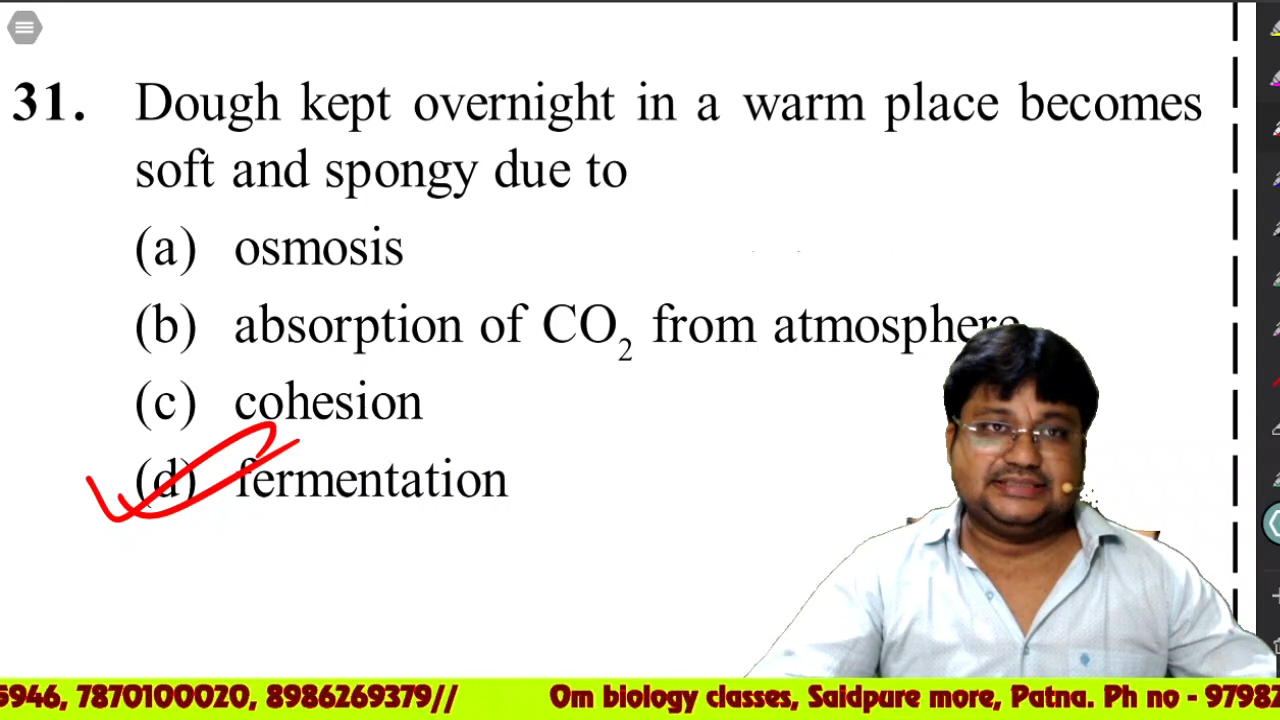 31. Dough kept overnight in a warm place becomes
soft and spongy due to
(a) osmosis
(b) absorption of CO2 from atmosphere
(c) cohesion
(d) fermentation
5946, 7870100020, 8986269379// Om biology classes, Saidpure more, Patna. Ph no - 9798